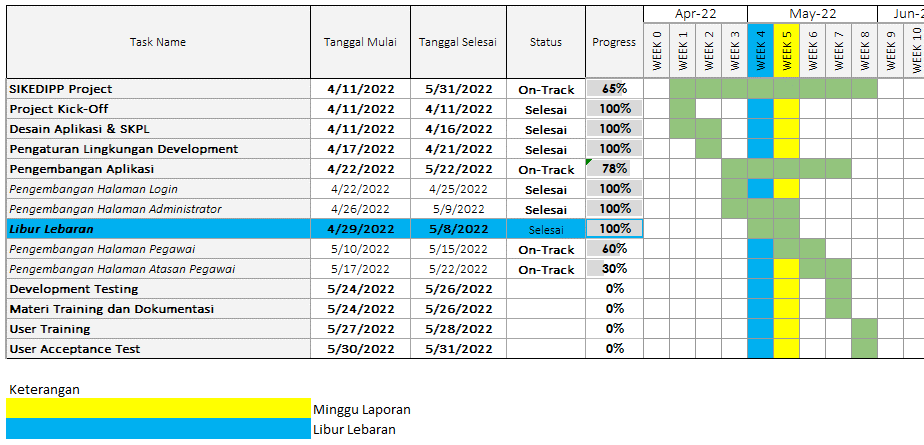 Task Name Tanggal Mulai Tanggal Selesai Status Progress Apr-22 May-22 Jun-2
WEEK 0 WEEK 1 WEEK 2 WEEK 3 WEEK 4 WEEK 5 WEEK 6 WEEK 7 WEEK 8 WEEK 9 WEEK 10
SIKEDIPP Project 4/11/2022 5/31/2022 On-Track 65%
Project Kick-Off 4/11/2022 4/11/2022 Selesai 100%
Desain Aplikasi & SKPL 4/11/2022 4/16/2022 Selesai 100%
Pengaturan Lingkungan Development 4/17/2022 4/21/2022 Selesai 100%
Pengembangan Aplikasi 4/22/2022 5/22/2022 On-Track 78%
Pengembangan Halaman Login 4/22/2022 4/25/2022 Selesai 100%
Pengembangan Halaman Administrator 4/26/2022 5/9/2022 Selesai 100%
Libur Lebaran 4/29/2022 5/8/2022 Selesai 100%
Pengembangan Halaman Pegawai 5/10/2022 5/15/2022 On-Track 60%
Pengembangan Halaman Atasan Pegawai 5/17/2022 5/22/2022 On-Track 30%
Development Testing 5/24/2022 5/26/2022 0%
Materi Training dan Dokumentasi 5/24/2022 5/26/2022 0%
User Training 5/27/2022 5/28/2022 0%
User Acceptance Test 5/30/2022 5/31/2022 0%
Keterangan
Minggu Laporan
Libur Lebaran